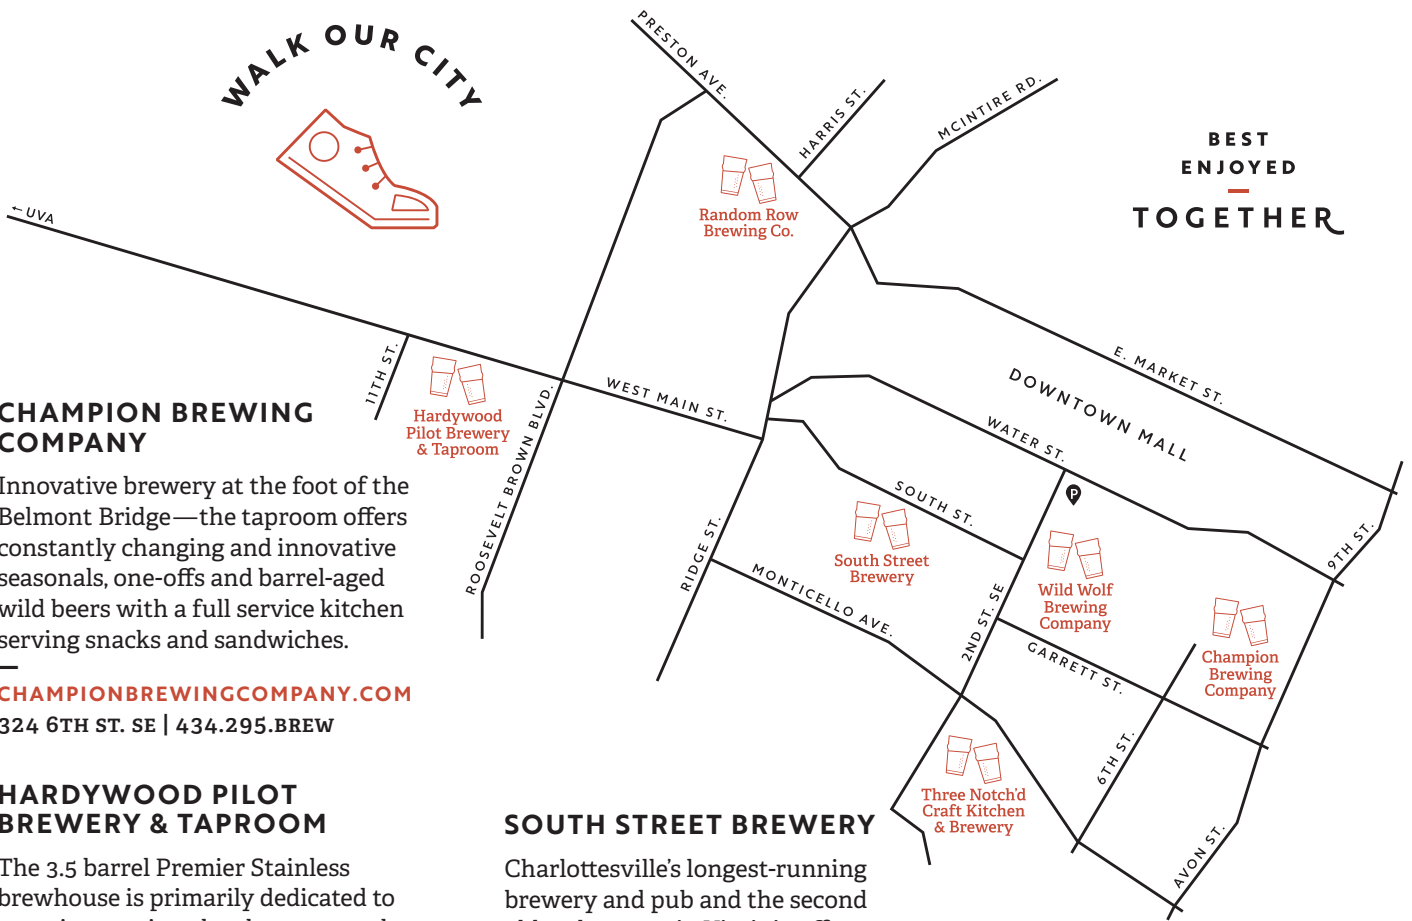 WALK OUR CITY
PRESTON AVE.
HARRIS ST.
MCINTIRE RD.
BEST
ENJOYED
TOGETHER
Random Row
Brewing Co.
← UVA
11TH ST.
Hardywood
Pilot Brewery
& Taproom
ROOSEVELT BROWN BLVD.
WEST MAIN ST.
E. MARKET ST.
DOWNTOWN MALL
WATER ST.
P
SOUTH ST.
South Street
Brewery
RIDGE ST.
MONTICELLO AVE.
2ND ST. SE
Wild Wolf
Brewing
Company
9TH ST.
GARRETT ST.
Champion
Brewing
Company
6TH ST.
Three Notch'd
Craft Kitchen
& Brewery
AVON ST.
CHAMPION BREWING
COMPANY
Innovative brewery at the foot of the
Belmont Bridge—the taproom offers
constantly changing and innovative
seasonals, one-offs and barrel-aged
wild beers with a full service kitchen
serving snacks and sandwiches.
CHAMPIONBREWINGCOMPANY.COM
324 6TH ST. SE | 434.295.BREW
HARDYWOOD PILOT
BREWERY & TAPROOM
The 3.5 barrel Premier Stainless
brewhouse is primarily dedicated to
SOUTH STREET BREWERY
Charlottesville's longest-running
brewery and pub and the second